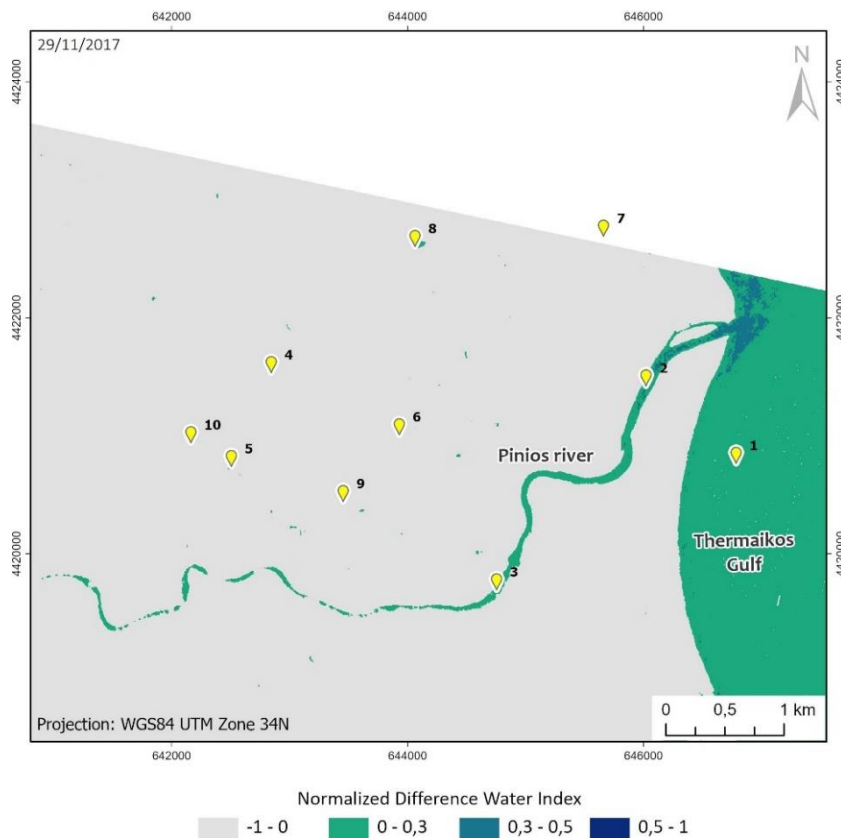 642000 644000 646000
29/11/2017
N
4424000 4424000
7
8
4422000 4422000
4
2
10
6
5
Pinios river
1
9
Thermaikos
Gulf
4420000 4420000
3
0 0,5 1 km
Projection: WGS84 UTM Zone 34N
642000 644000 646000
Normalized Difference Water Index
-1 - 0 0 - 0,3 0,3 - 0,5 0,5 - 1